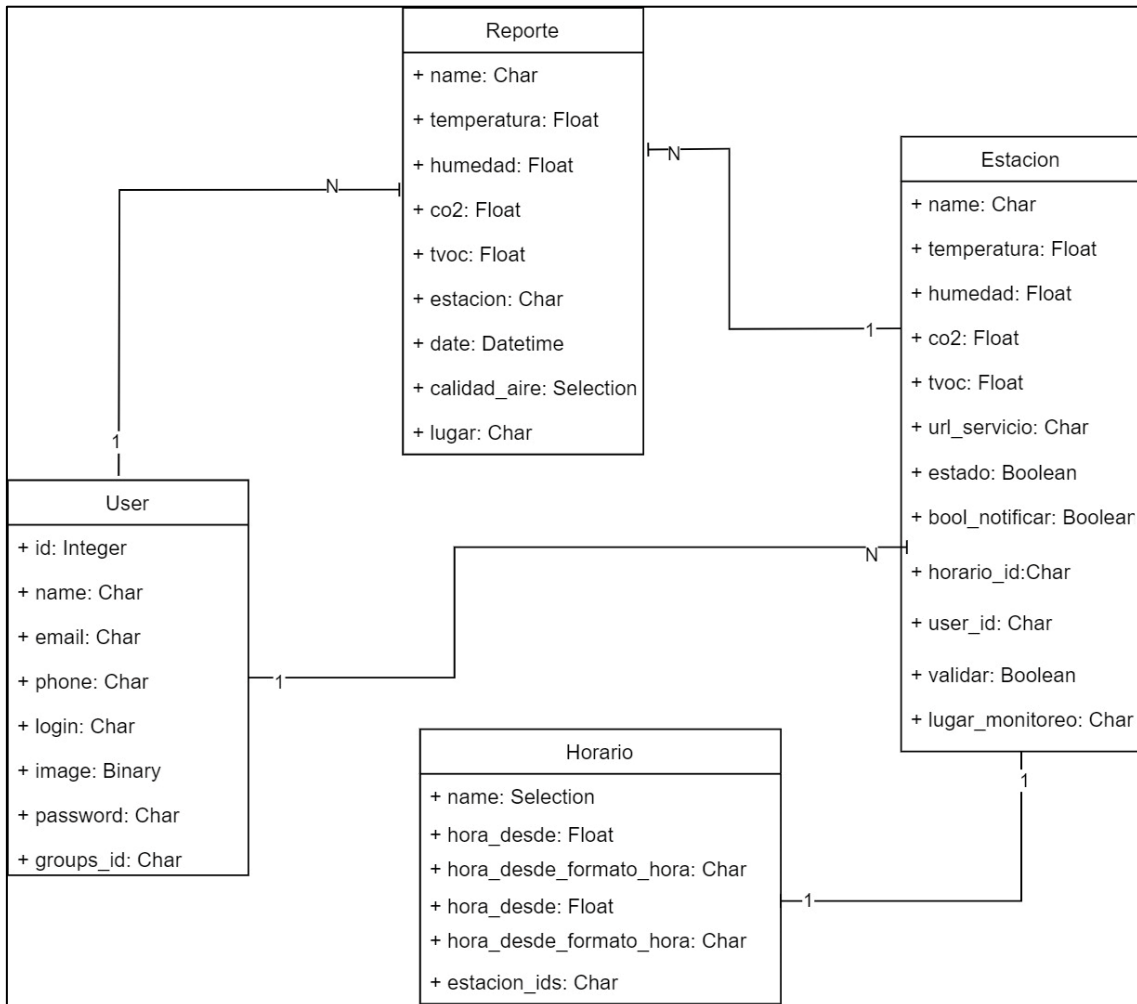 Reporte
+ name: Char
+ temperatura: Float
+ humedad: Float
+ co2: Float
+ tvoc: Float
+ estacion: Char
+ date: Datetime
+ calidad_aire: Selection
+ lugar: Char
N
N
1
1
Estacion
+ name: Char
+ temperatura: Float
+ humedad: Float
+ co2: Float
+ tvoc: Float
+ url_servicio: Char
+ estado: Boolean
+ bool_notificar: Boolean
+ horario_id:Char
+ user_id: Char
+ validar: Boolean
+ lugar_monitoreo: Char
User
+ id: Integer
+ name: Char
+ email: Char
+ phone: Char
+ login: Char
+ image: Binary
+ password: Char
+ groups_id: Char
N
1
1
1
Horario
+ name: Selection
+ hora_desde: Float
+ hora_desde_formato_hora: Char
+ hora_desde: Float
+ hora_desde_formato_hora: Char
+ estacion_ids: Char